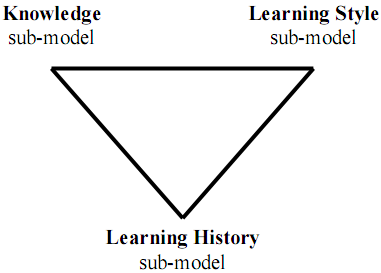 Knowledge
sub-model
Learning Style
sub-model
Learning History
sub-model